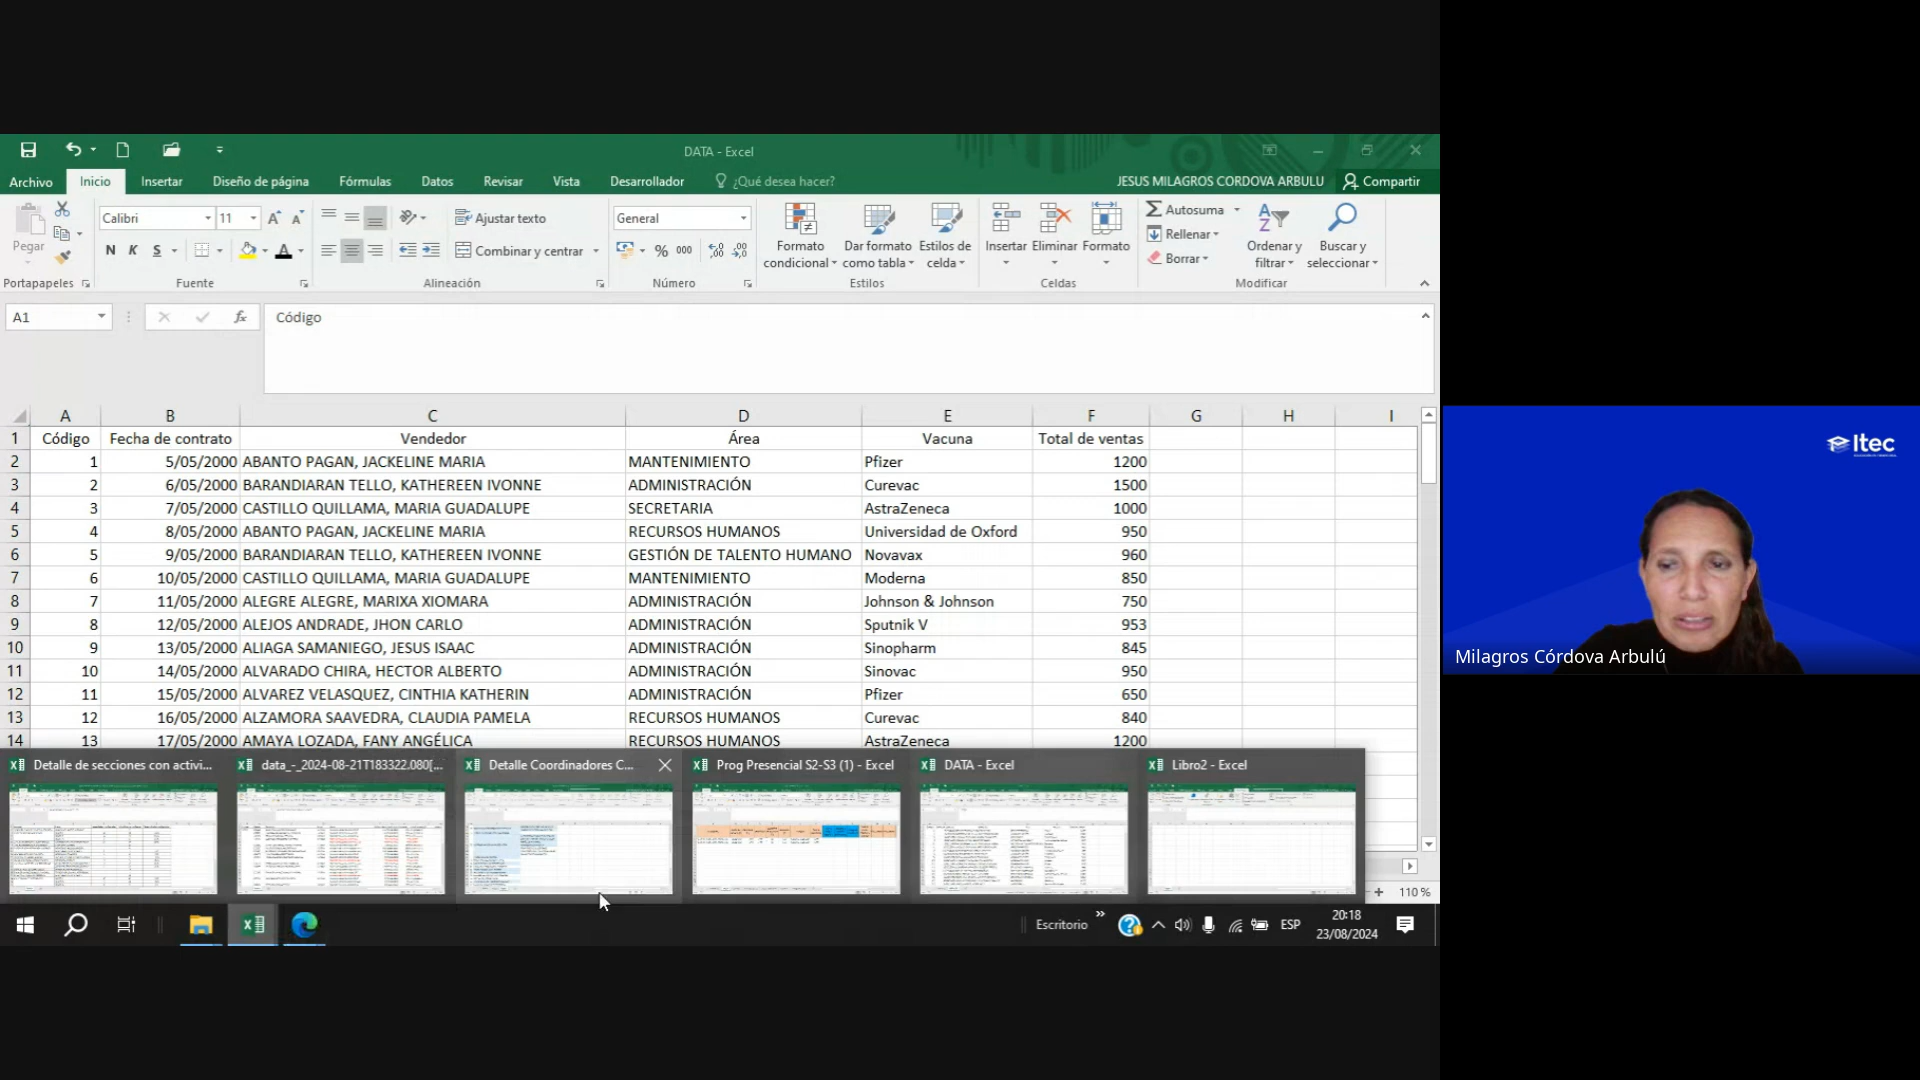 DATA - Excel
Archivo Inicio Insertar Diseño de página Fórmulas Datos Revisar Vista Desarrollador ¿Qué desea hacer? JESUS MILAGROS CORDOVA ARBULU Compartir
Pegar Calibri 11 Ajustar texto General Formato condicional Dar formato como tabla Estilos de celda Insertar Eliminar Formato Autosuma Ordenar y filtrar Buscar y seleccionar
N K S Combinar y centrar % 000 Rellenar
Borrar
Portapapeles Fuente Alineación Número Estilos Celdas Modificar
A1 fx Código
A B C D E F G H I
1 Código Fecha de contrato Vendedor Área Vacuna Total de ventas
2 1 5/05/2000 ABANTO PAGAN, JACKELINE MARIA MANTENIMIENTO Pfizer 1200
3 2 6/05/2000 BARANDIARAN TELLO, KATHEREEN IVONNE ADMINISTRACIÓN Curevac 1500
4 3 7/05/2000 CASTILLO QUILLAMA, MARIA GUADALUPE SECRETARIA AstraZeneca 1000
5 4 8/05/2000 ABANTO PAGAN, JACKELINE MARIA RECURSOS HUMANOS Universidad de Oxford 950
6 5 9/05/2000 BARANDIARAN TELLO, KATHEREEN IVONNE GESTIÓN DE TALENTO HUMANO Novavax 960
7 6 10/05/2000 CASTILLO QUILLAMA, MARIA GUADALUPE MANTENIMIENTO Moderna 850
8 7 11/05/2000 ALEGRE ALEGRE, MARIXA XIOMARA ADMINISTRACIÓN Johnson & Johnson 750
9 8 12/05/2000 ALEJOS ANDRADE, JHON CARLO ADMINISTRACIÓN Sputnik V 953
10 9 13/05/2000 ALIAGA SAMANIEGO, JESUS ISAAC ADMINISTRACIÓN Sinopharm 845
11 10 14/05/2000 ALVARADO CHIRA, HECTOR ALBERTO ADMINISTRACIÓN Sinovac 950
12 11 15/05/2000 ALVAREZ VELASQUEZ, CINTHIA KATHERIN ADMINISTRACIÓN Pfizer 650
13 12 16/05/2000 ALZAMORA SAAVEDRA, CLAUDIA PAMELA RECURSOS HUMANOS Curevac 840
14 13 17/05/2000 AMAYA LOZADA, FANY ANGÉLICA RECURSOS HUMANOS AstraZeneca 1200
Detalle de secciones con activi... data_-_2024-08-21T183322.080[... Detalle Coordinadores C... Prog Presencial S2-S3 (1) - Excel DATA - Excel Libro2 - Excel
110 %
Escritorio ESP 20:18
23/08/2024
Itec
Milagros Córdova Arbulú